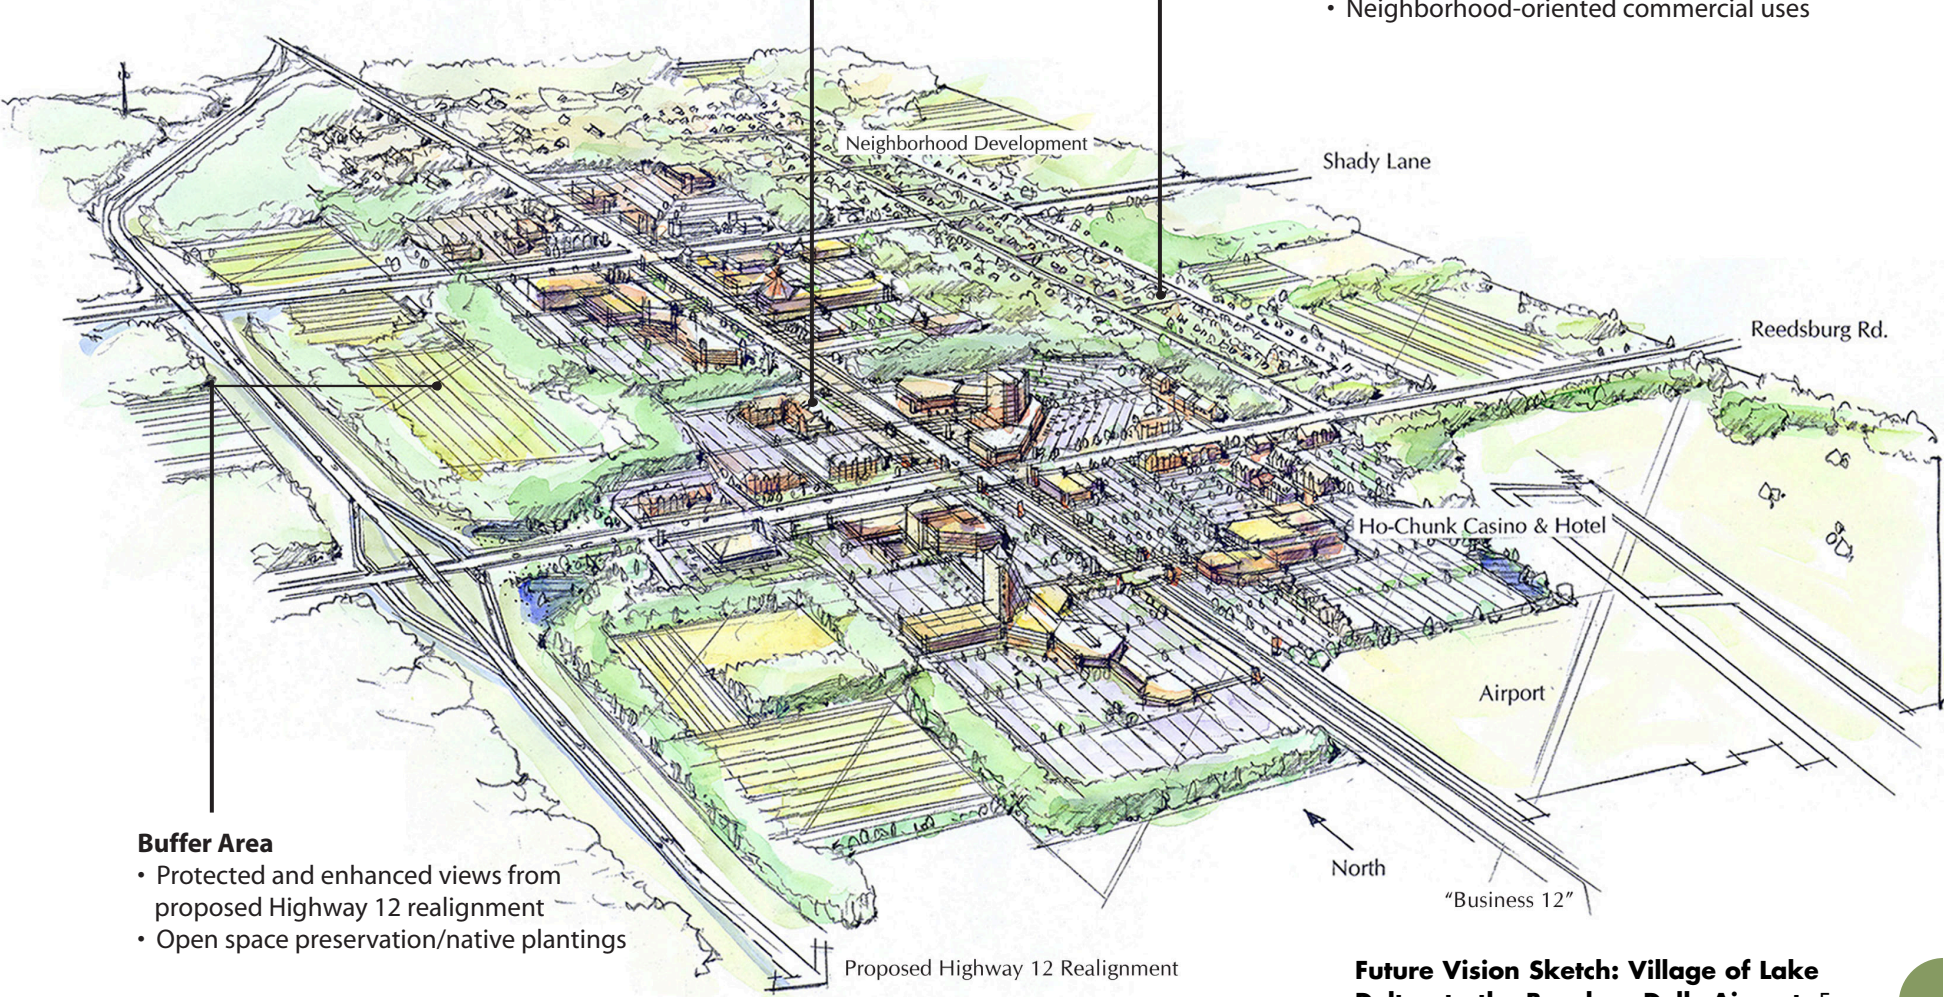 • Neighborhood-oriented commercial uses
Neighborhood Development
Shady Lane
Reedsburg Rd.
Ho-Chunk Casino & Hotel
Airport
North
"Business 12"
Buffer Area
• Protected and enhanced views from
proposed Highway 12 realignment
• Open space preservation/native plantings
Proposed Highway 12 Realignment
Future Vision Sketch: Village of Lake